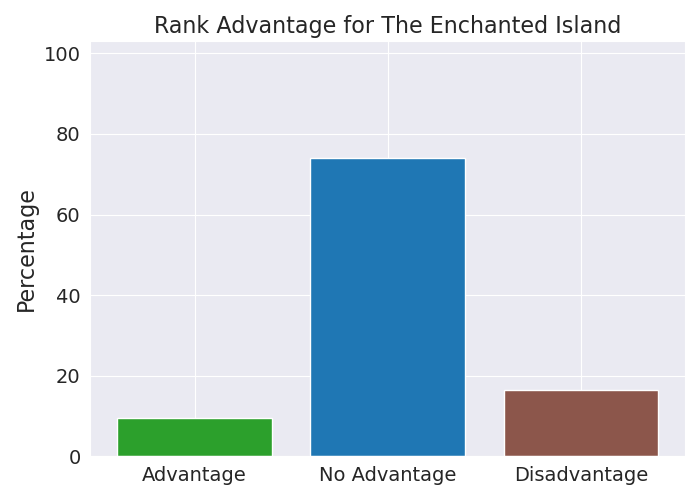 Rank Advantage for The Enchanted Island
Percentage
100
80
60
40
20
0
Advantage
No Advantage
Disadvantage